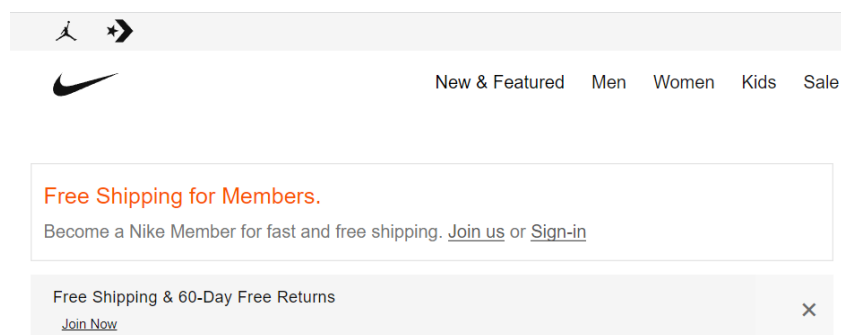 New & Featured Men Women Kids Sale
Free Shipping for Members.
Become a Nike Member for fast and free shipping. Join us or Sign-in
Free Shipping & 60-Day Free Returns
Join Now